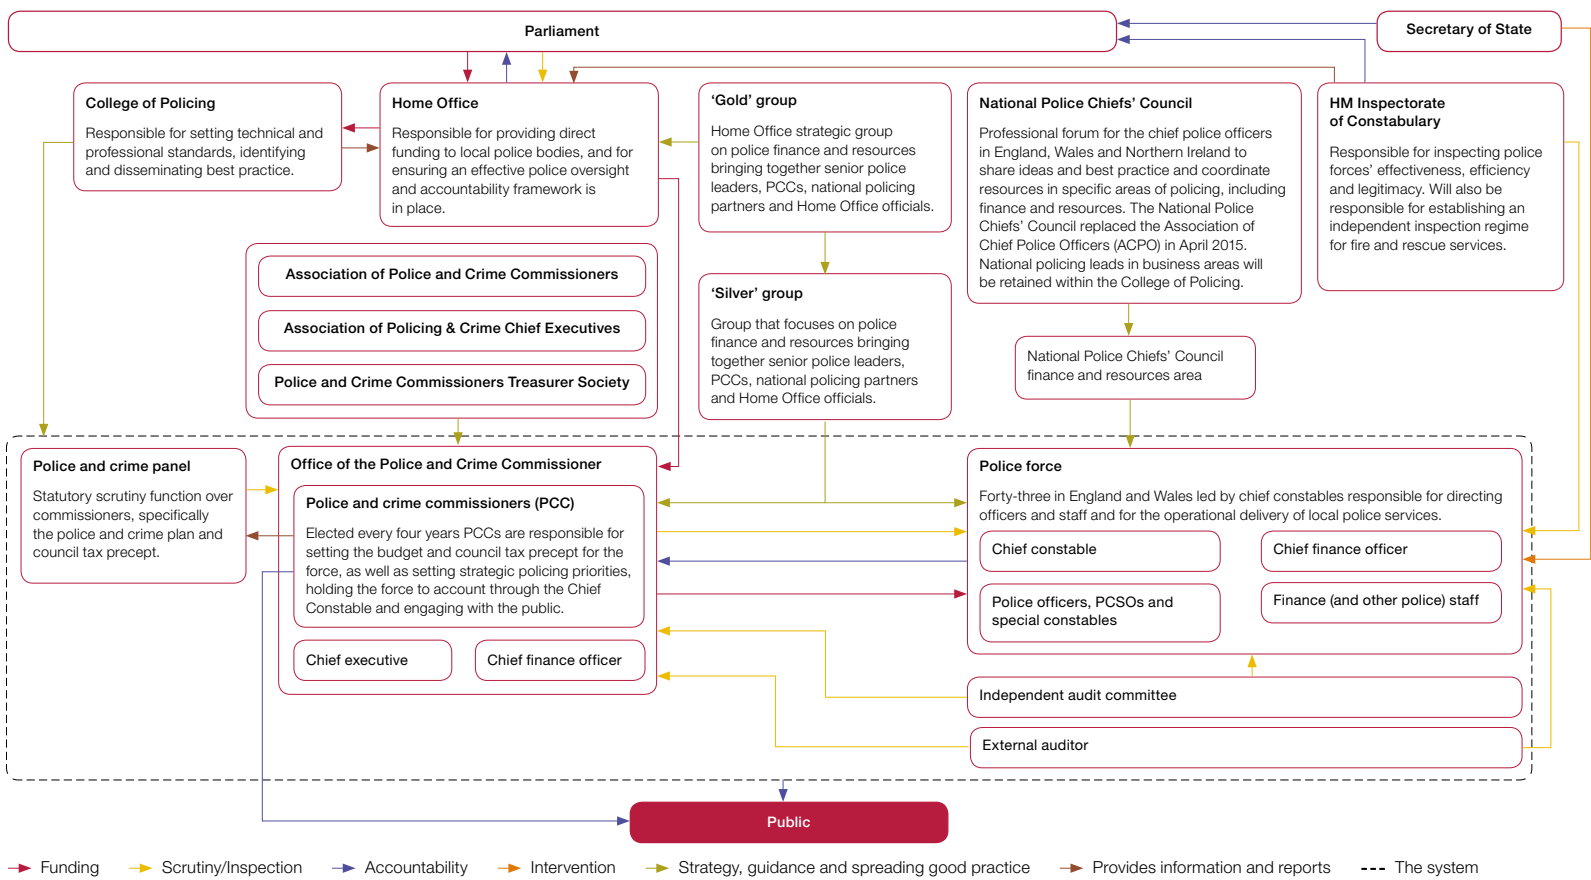 Parliament
Secretary of State
College of Policing
Responsible for setting technical and
professional standards, identifying
and disseminating best practice.
Home Office
Responsible for providing direct
funding to local police bodies, and for
ensuring an effective police oversight
and accountability framework is
in place.
‘Gold’ group
Home Office strategic group
on police finance and resources
bringing together senior police
leaders, PCCs, national policing
partners and Home Office officials.
National Police Chiefs’ Council
Professional forum for the chief police officers
in England, Wales and Northern Ireland to
share ideas and best practice and coordinate
resources in specific areas of policing, including
finance and resources. The National Police
Chiefs’ Council replaced the Association of
Chief Police Officers (ACPO) in April 2015.
National policing leads in business areas will
be retained within the College of Policing.
HM Inspectorate
of Constabulary
Responsible for inspecting police
forces’ effectiveness, efficiency
and legitimacy. Will also be
responsible for establishing an
independent inspection regime
for fire and rescue services.
Association of Police and Crime Commissioners
Association of Policing & Crime Chief Executives
Police and Crime Commissioners Treasurer Society
‘Silver’ group
Group that focuses on police
finance and resources bringing
together senior police leaders,
PCCs, national policing partners
and Home Office officials.
National Police Chiefs’ Council
finance and resources area
Police and crime panel
Statutory scrutiny function over
commissioners, specifically
the police and crime plan and
council tax precept.
Office of the Police and Crime Commissioner
Police and crime commissioners (PCC)
Elected every four years PCCs are responsible for
setting the budget and council tax precept for the
force, as well as setting strategic policing priorities,
holding the force to account through the Chief
Constable and engaging with the public.
Chief executive
Chief finance officer
Police force
Forty-three in England and Wales led by chief constables responsible for directing
officers and staff and for the operational delivery of local police services.
Chief constable
Chief finance officer
Police officers, PCSOs and
special constables
Finance (and other police) staff
Independent audit committee
External auditor
Public
Funding
Scrutiny/Inspection
Accountability
Intervention
Strategy, guidance and spreading good practice
Provides information and reports
The system